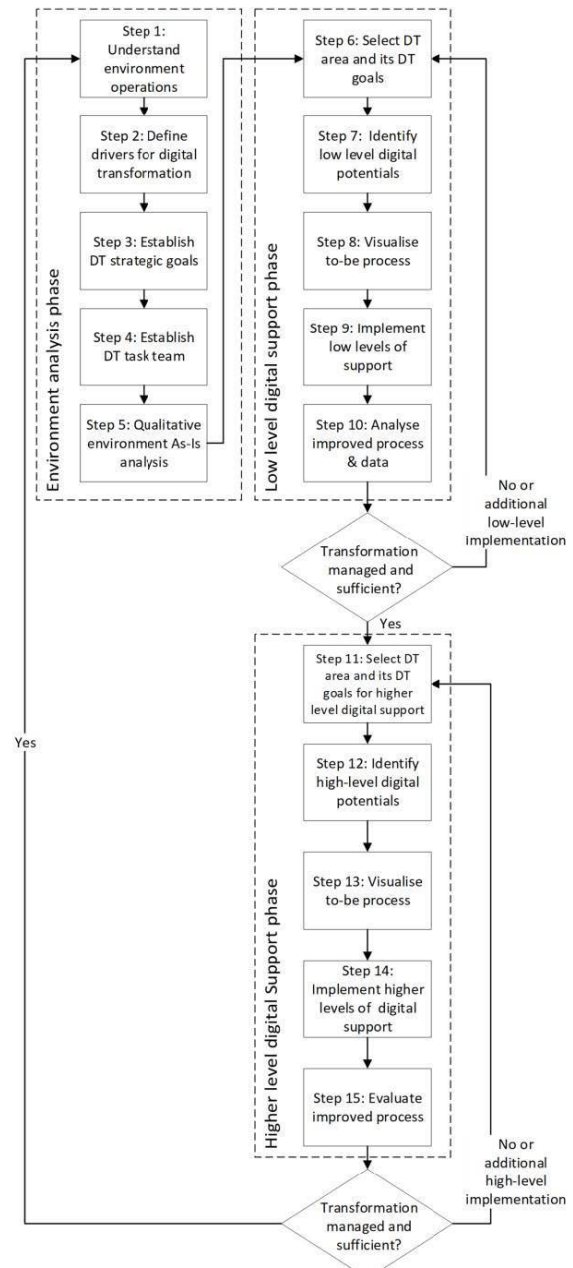 Step 1:
Understand
environment
operations
Step 2: Define
drivers for digital
transformation
Step 3: Establish
DT strategic goals
Step 4: Establish
DT task team
Step 5: Qualitative
environment As-Is
analysis
Environment analysis phase
Step 6: Select DT
area and its DT
goals
Step 7: Identify
low level digital
potentials
Step 8: Visualise
to-be process
Step 9: Implement
low levels of
support
Step 10: Analyse
improved process
& data
Low level digital support phase
Transformation
managed and
sufficient?
No or
additional
low-level
implementation
Yes
Step 11: Select DT
area and its DT
goals for higher
level digital support
Step 12: Identify
high-level digital
potentials
Step 13: Visualise
to-be process
Step 14:
Implement higher
levels of digital
support
Step 15: Evaluate
improved process
Higher level digital Support phase
Transformation
managed and
sufficient?
No or
additional
high-level
implementation
Yes